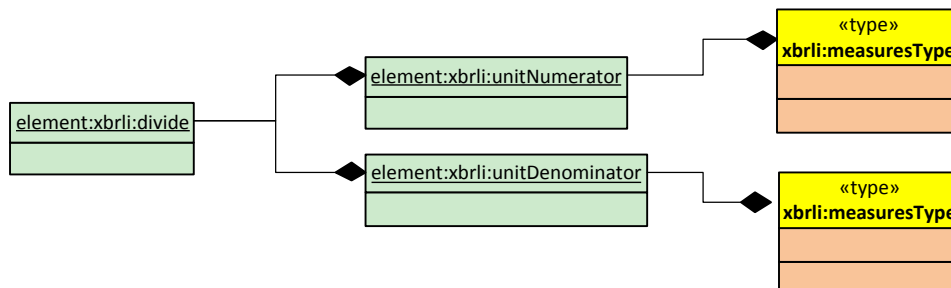 «type»
xbrli:measuresType
element:xbrli:unitNumerator
element:xbrli:divide
element:xbrli:unitDenominator
«type»
xbrli:measuresType